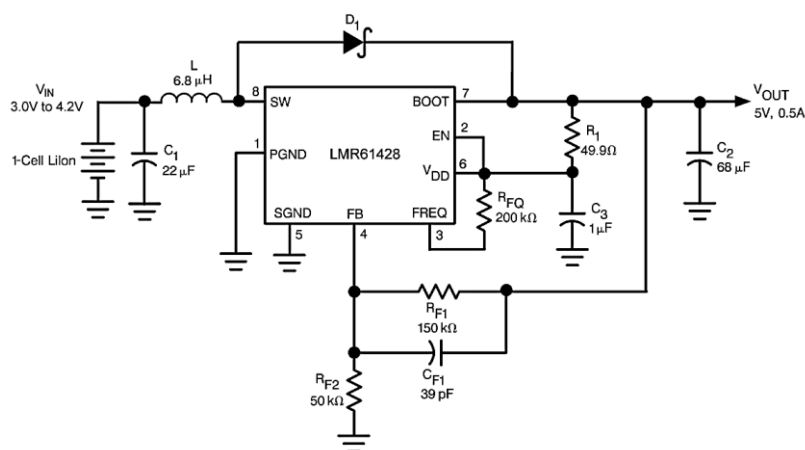 D1
L
6.8 μH
VIN
3.0V to 4.2V
8
SW
BOOT
7
VOUT
5V, 0.5A
EN
2
R1
49.9Ω
1-Cell LiIon
C1
22 μF
1
PGND
LMR61428
VDD
6
C2
68 μF
RFQ
200 kΩ
C3
1μF
SGND
FB
FREQ
5
4
3
RF1
150 kΩ
CF1
39 pF
RF2
50 kΩ